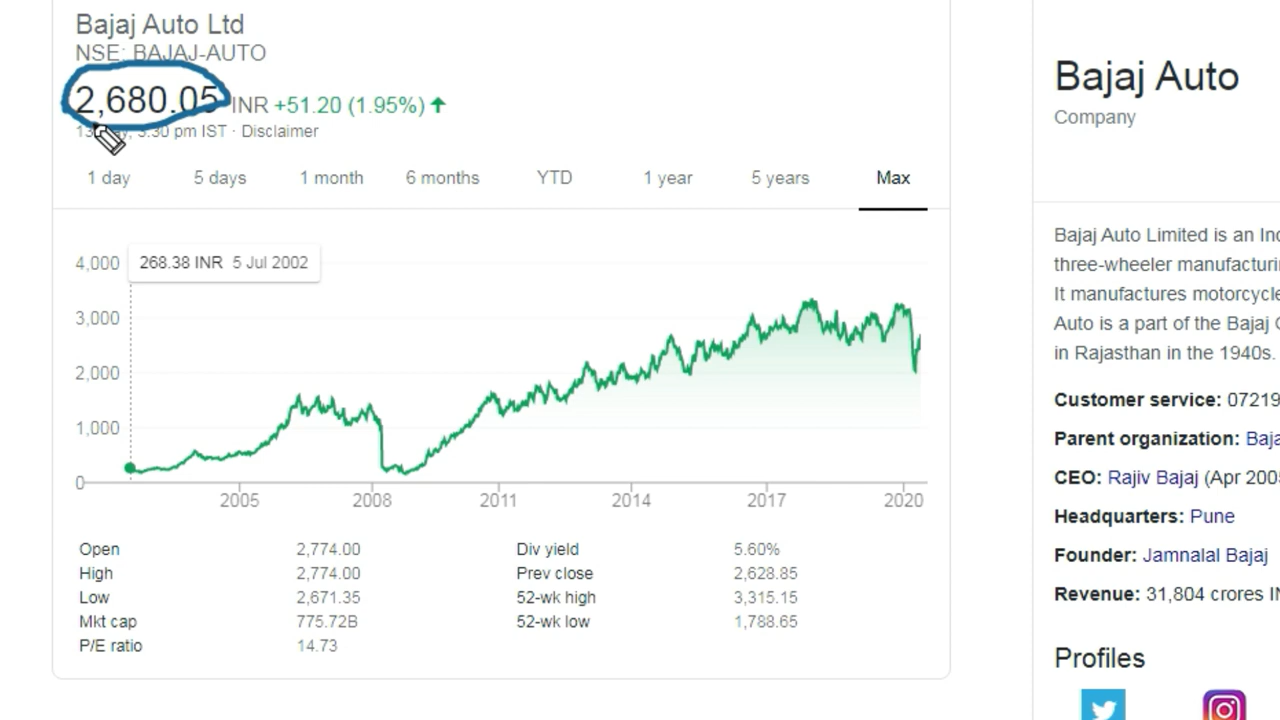 Bajaj Auto Ltd
NSE: BAJAJ-AUTO
2,680.05 INR +51.20 (1.95%)
13 3.30 pm IST · Disclaimer
1 day 5 days 1 month 6 months YTD 1 year 5 years Max
268.38 INR 5 Jul 2002
4,000
3,000
2,000
1,000
0
2005 2008 2011 2014 2017 2020
Open 2,774.00 Div yield 5.60%
High 2,774.00 Prev close 2,628.85
Low 2,671.35 52-wk high 3,315.15
Mkt cap 775.72B 52-wk low 1,788.65
P/E ratio 14.73
Bajaj Auto
Company
Bajaj Auto Limited is an
three-wheeler
It manufactures
Auto is a part of the Bajaj
in Rajasthan in the 1940s.
Customer service: 07219
Parent organization:
CEO: Rajiv Bajaj (Apr
Headquarters: Pune
Founder: Jamnalal Bajaj
Revenue: 31,804 crores
Profiles